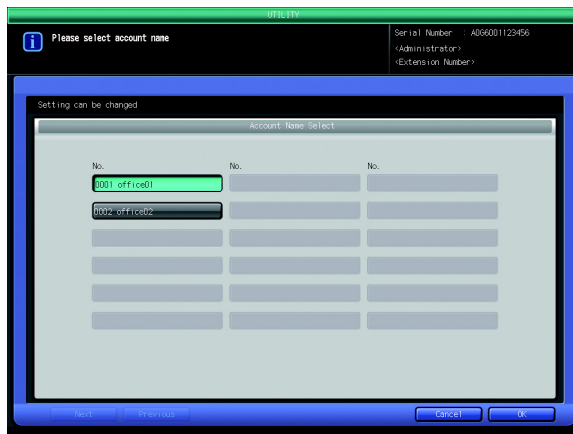 UTILITY
Please select account name
Serial Number : A0G6001123456
<Administrator>
<Extension Number>
Setting can be changed
Account Name Select
No. No. No.
0001 office01
0002 office02
Next Previous Cancel OK